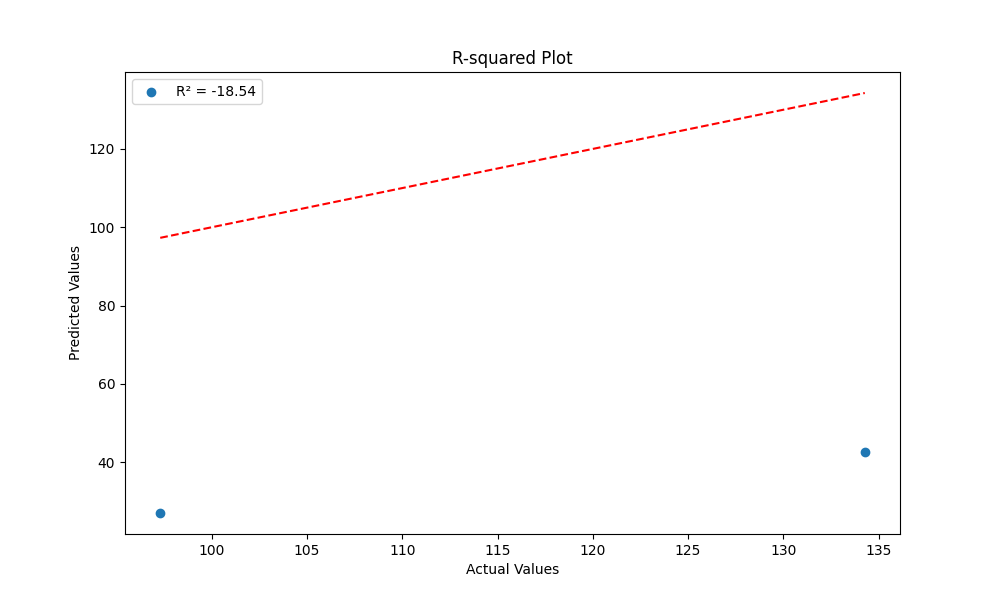 R-squared Plot
R² = -18.54
120
100
80
60
40
Predicted Values
100 105 110 115 120 125 130 135
Actual Values